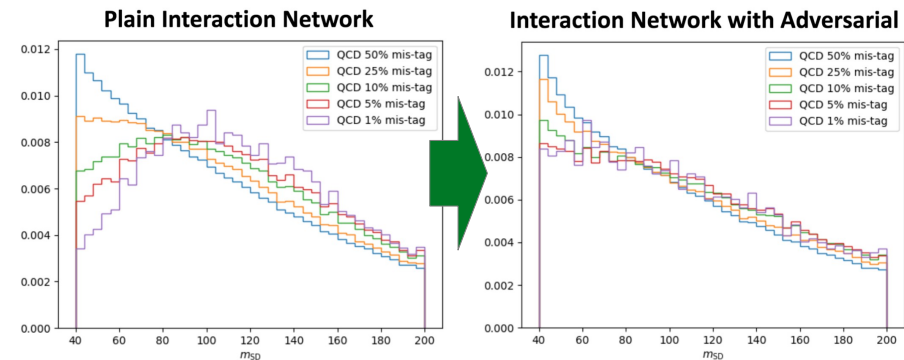 Plain Interaction Network
Interaction Network with Adversarial
0.012
0.010
0.008
0.006
0.004
0.002
0.000
40
60
80
100
120
140
160
180
200
mSD
QCD 50% mis-tag
QCD 25% mis-tag
QCD 10% mis-tag
QCD 5% mis-tag
QCD 1% mis-tag
0.012
0.010
0.008
0.006
0.004
0.002
0.000
40
60
80
100
120
140
160
180
200
mSD
QCD 50% mis-tag
QCD 25% mis-tag
QCD 10% mis-tag
QCD 5% mis-tag
QCD 1% mis-tag